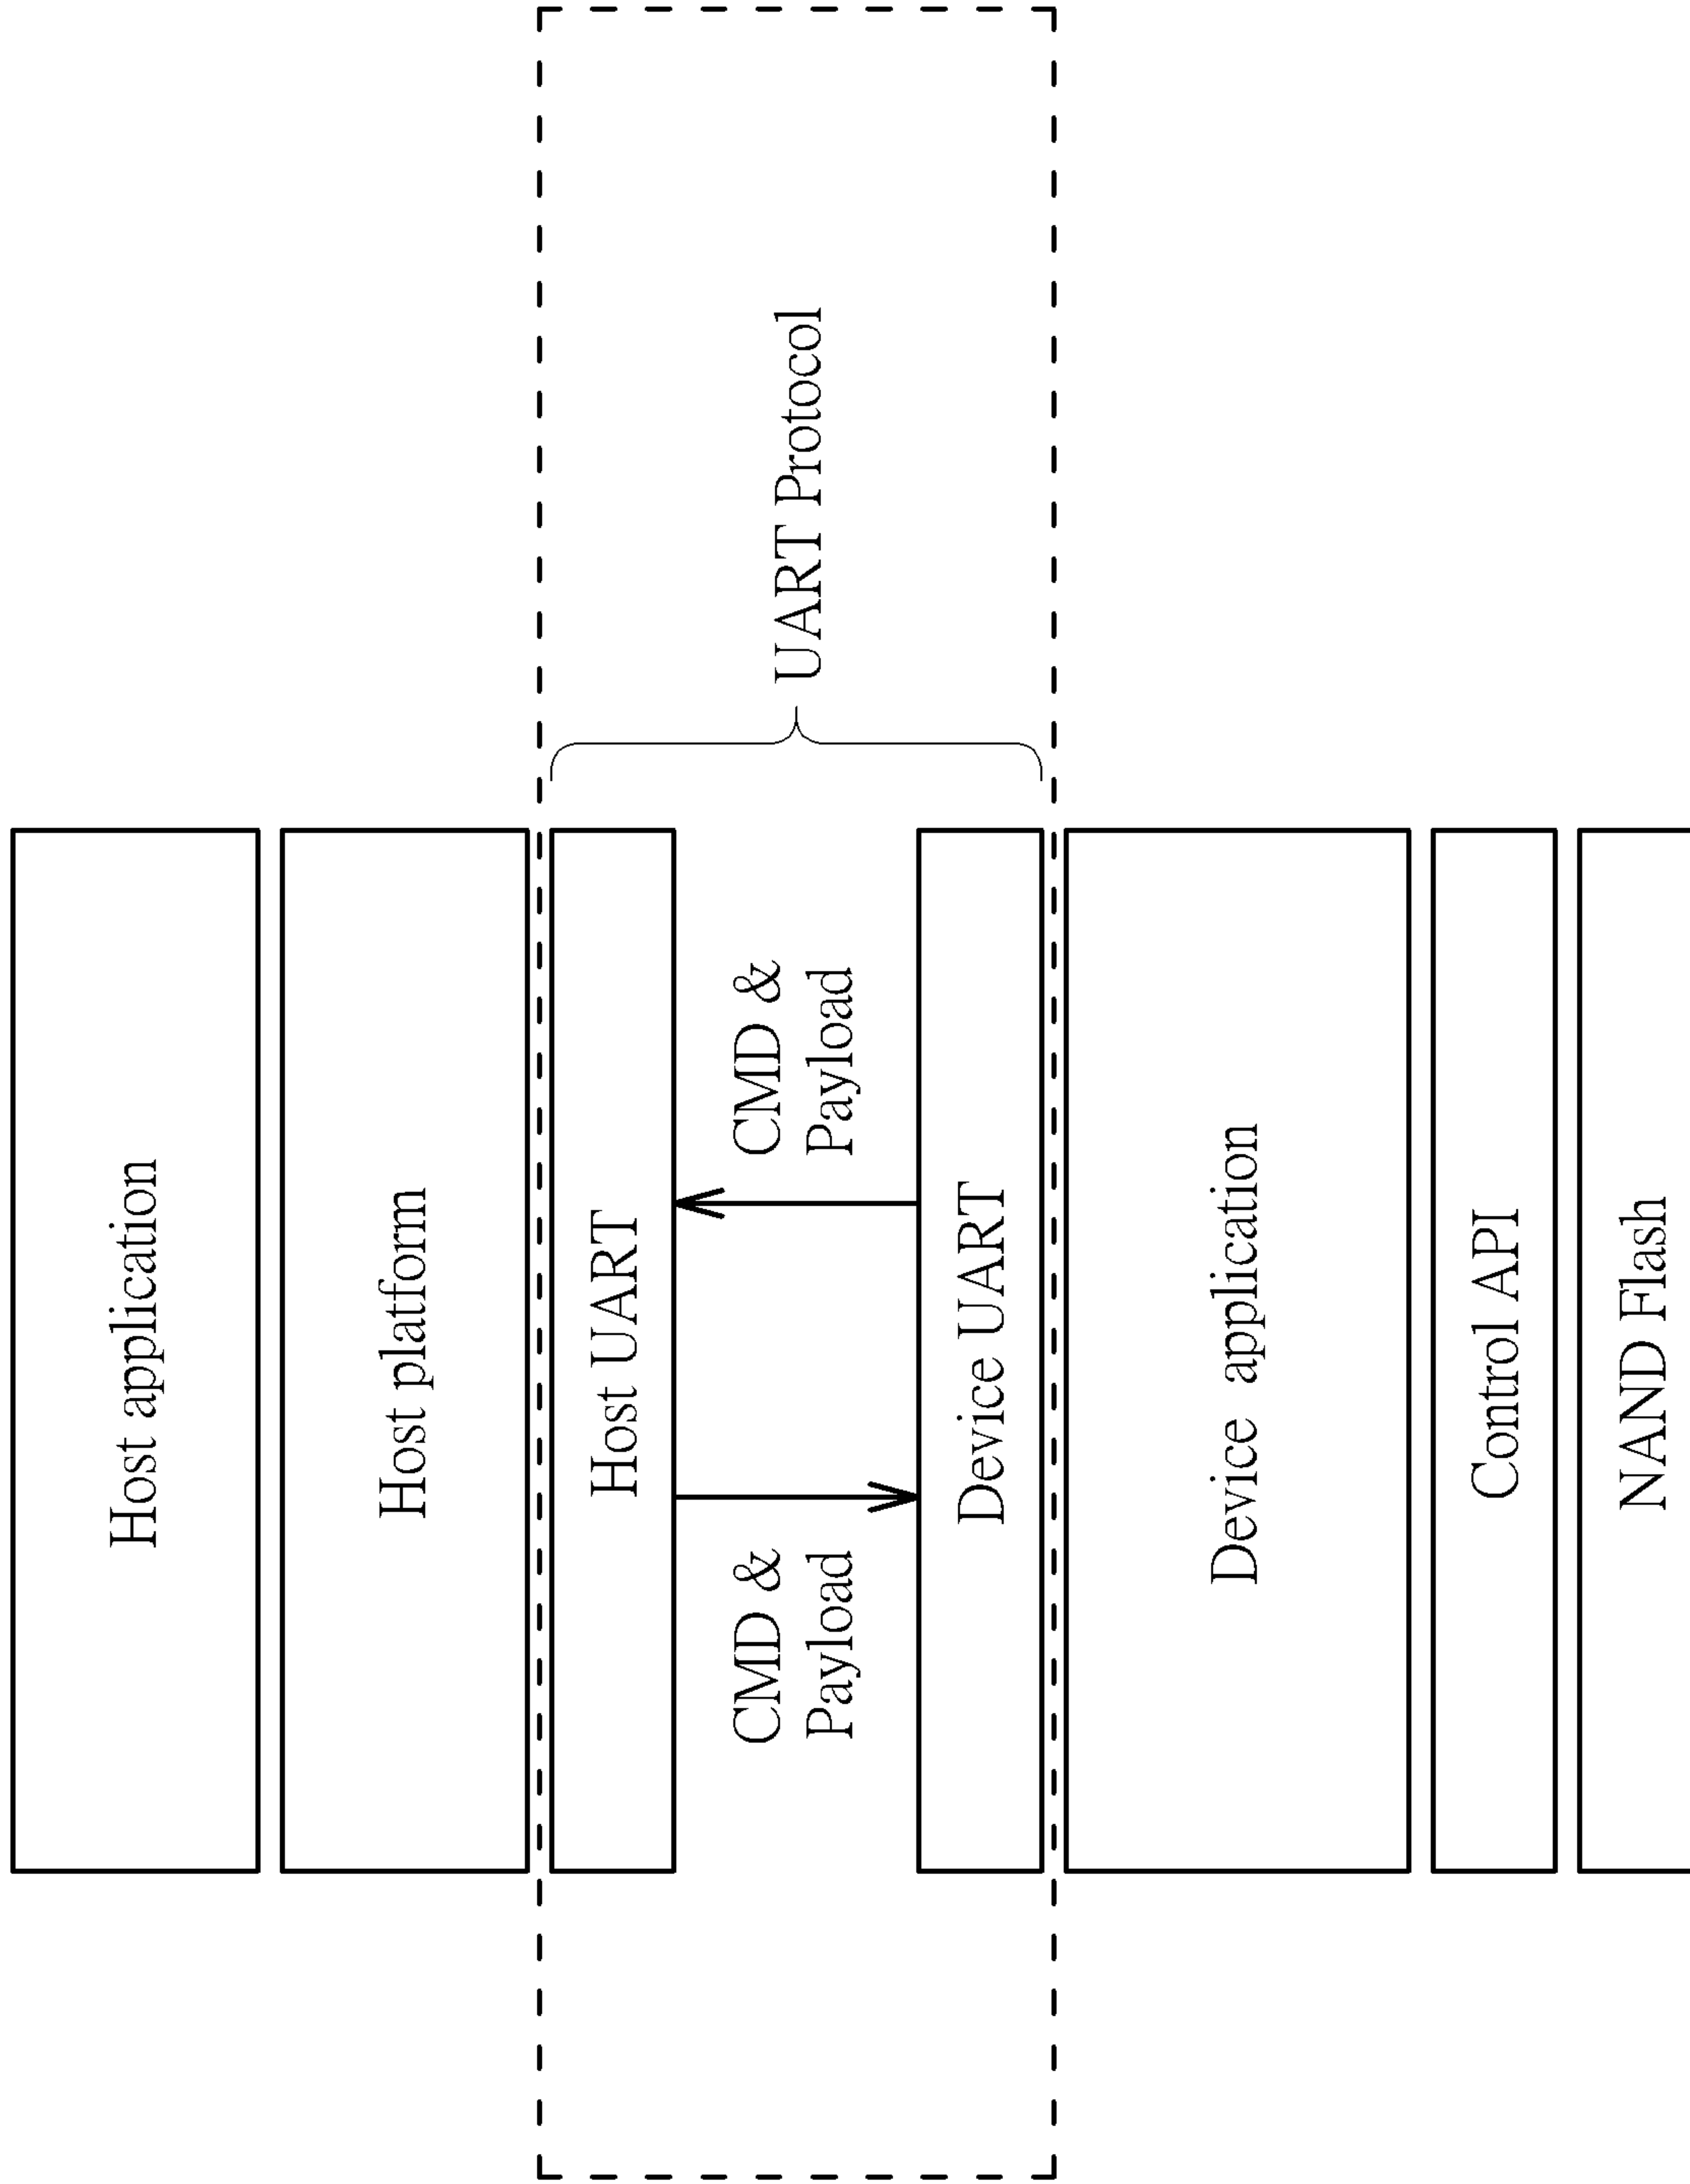 Host application
Host platform
Host UART
CMD &
Payload
CMD &
Payload
UART Protocol
Device UART
Device application
Control API
NAND Flash